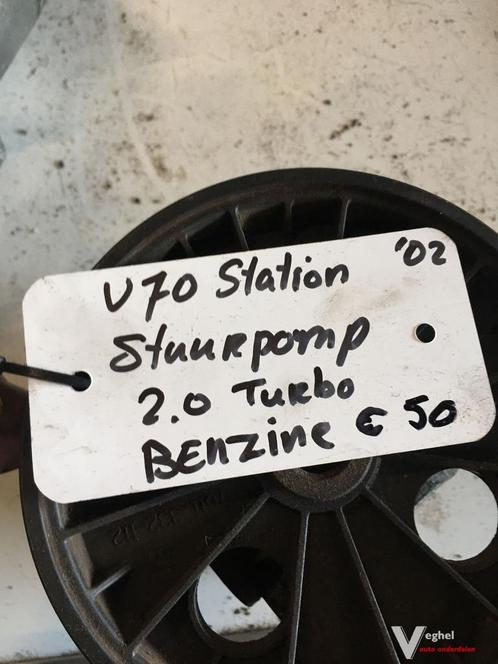 V70 Station '02
Stuurpomp
2.0 Turbo
BEnzine € 50
Veghel
auto onderdelen